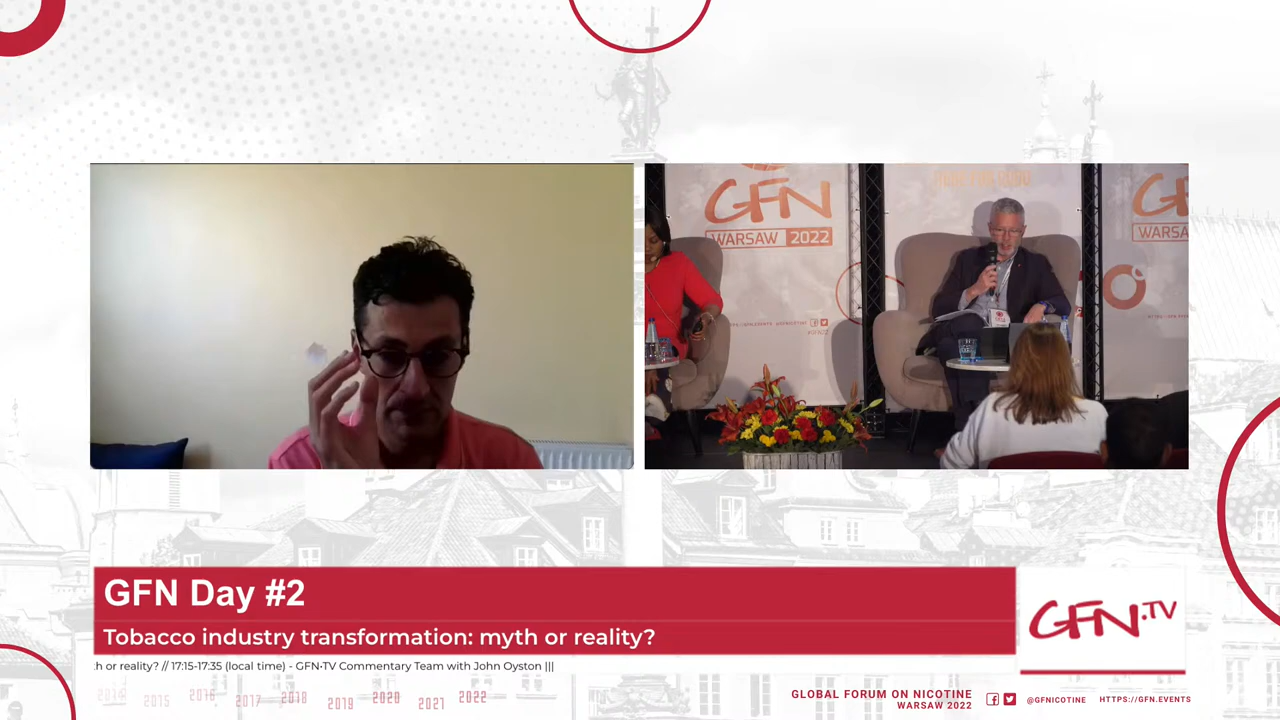 GFN
WARSAW 2022
GFN
WARSAW
GFN Day #2
Tobacco industry transformation: myth or reality?
GFN.TV
h or reality? // 17:15-17:35 (local time) - GFN•TV Commentary Team with John Oyston |||
2015
2016
2017
2018
2019
2020
2021
2022
GLOBAL FORUM ON NICOTINE
WARSAW 2022
@GFNICOTINE
HTTPS://GFN.EVENTS